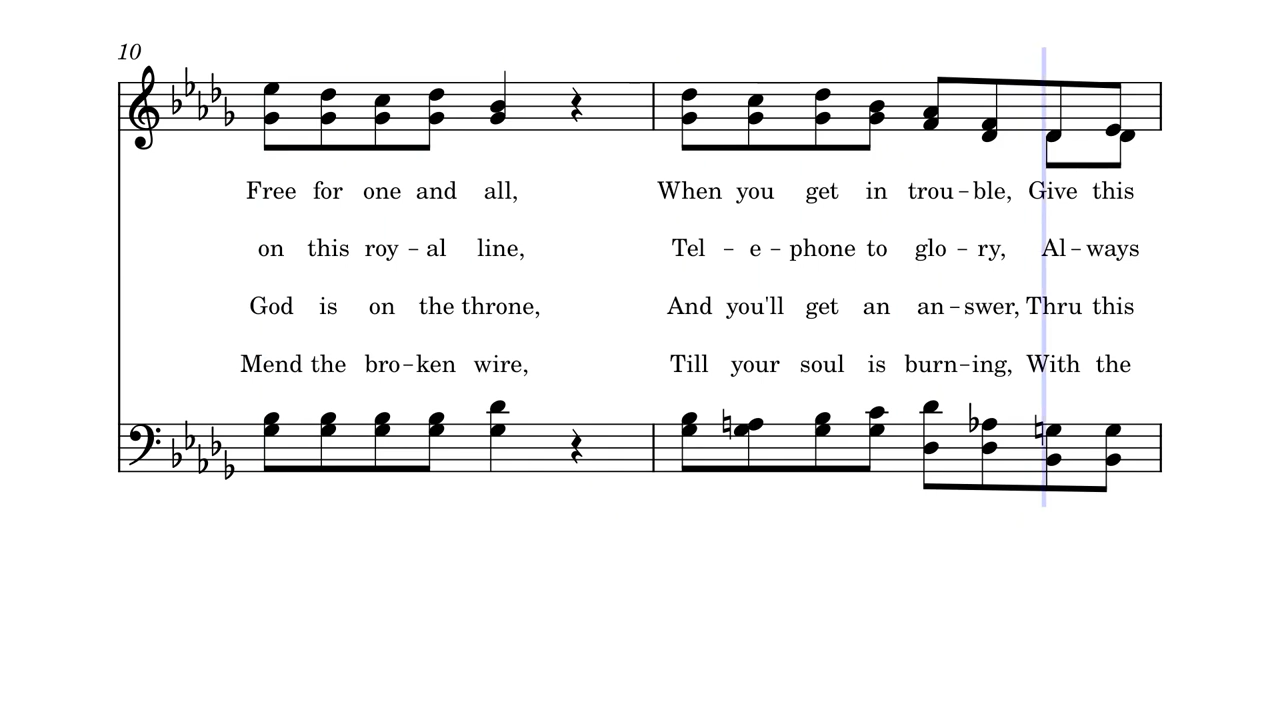 10
Free for one and all, When you get in trou – ble, Give this
on this roy – al line, Tel – e – phone to glo – ry, Al – ways
God is on the throne, And you'll get an an – swer, Thru this
Mend the bro – ken wire, Till your soul is burn – ing, With the